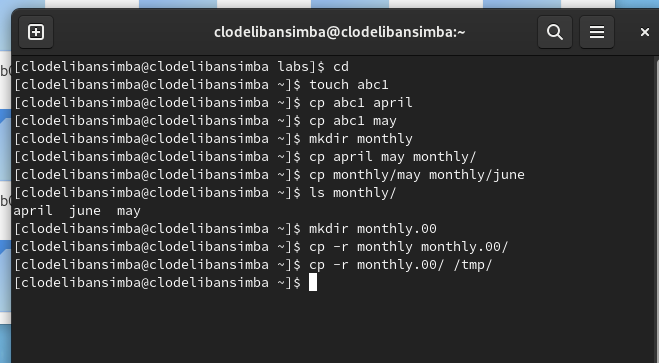 clodelibansimba@clodelibansimba:~
[clodelibansimba@clodelibansimba labs]$ cd
[clodelibansimba@clodelibansimba ~]$ touch abc1
[clodelibansimba@clodelibansimba ~]$ cp abc1 april
[clodelibansimba@clodelibansimba ~]$ cp abc1 may
[clodelibansimba@clodelibansimba ~]$ mkdir monthly
[clodelibansimba@clodelibansimba ~]$ cp april may monthly/
[clodelibansimba@clodelibansimba ~]$ cp monthly/may monthly/june
[clodelibansimba@clodelibansimba ~]$ ls monthly/
april  june  may
[clodelibansimba@clodelibansimba ~]$ mkdir monthly.00
[clodelibansimba@clodelibansimba ~]$ cp -r monthly monthly.00/
[clodelibansimba@clodelibansimba ~]$ cp -r monthly.00/ /tmp/
[clodelibansimba@clodelibansimba ~]$